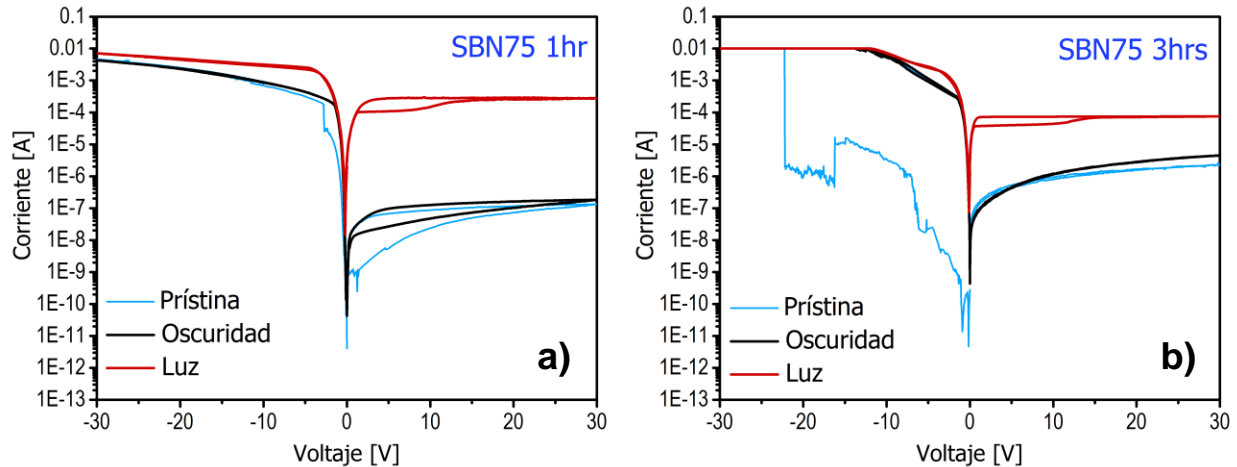 SBN75 1hr
Corriente [A]
0.1
0.01
1E-3
1E-4
1E-5
1E-6
1E-7
1E-8
1E-9
1E-10
1E-11
1E-12
1E-13
Prístina
Oscuridad
Luz
a)
-30
-20
-10
0
10
20
30
Voltaje [V]
SBN75 3hrs
Corriente [A]
0.1
0.01
1E-3
1E-4
1E-5
1E-6
1E-7
1E-8
1E-9
1E-10
1E-11
1E-12
1E-13
Prístina
Oscuridad
Luz
b)
-30
-20
-10
0
10
20
30
Voltaje [V]